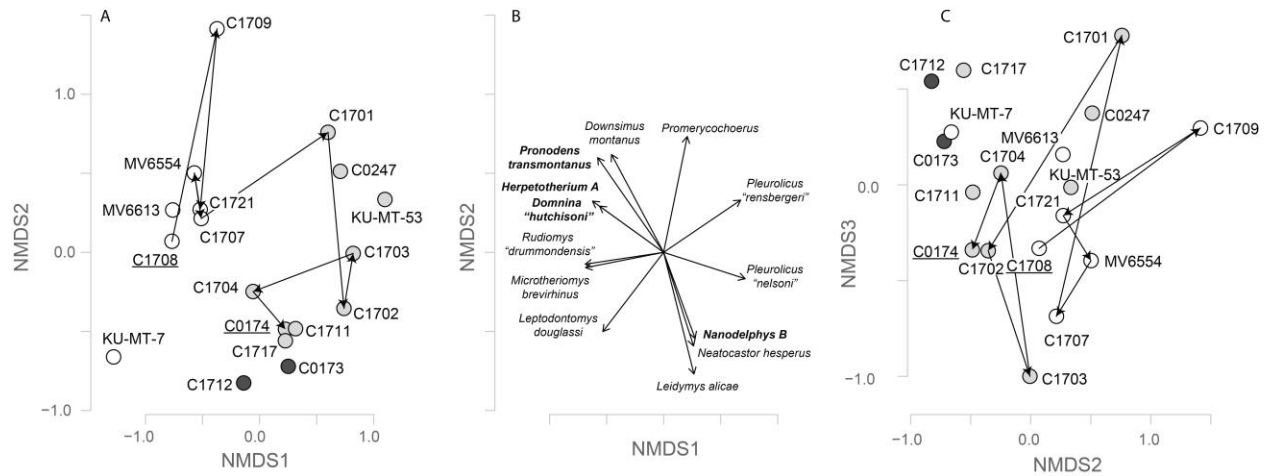 A
C1709
1.0
C1701
MV6554
C0247
MV6613
C1721
KU-MT-53
C1707
C1708
0.0
C1703
C1704
C1702
C0174
C1711
KU-MT-7
C1717
C0173
C1712
−1.0
NMDS2
−1.0
0.0
1.0
NMDS1
B
Downsimus
montanus
Promerycochoerus
Pronodens
transmontanus
Herpetotherium A
Domnina
“hutchisoni”
Pleurolicus
“rensbergeri”
Rudiomys
“drummondensis”
Microtheriomys
brevirhinus
Pleurolicus
“nelsoni”
Leptodontomys
douglassi
Nanodelphys B
Neatocastor hesperus
Leidymys alicae
NMDS2
NMDS1
C
C1701
C1712
C1717
KU-MT-7
C0247
C1709
MV6613
C0173
C1704
KU-MT-53
0.0
C1711
C1721
C0174
C1702
C1708
MV6554
C1707
−1.0
C1703
NMDS3
−1.0
0.0
1.0
NMDS2